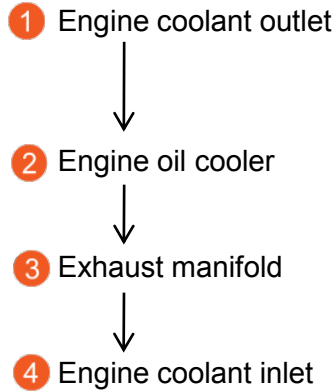 1 Engine coolant outlet
2 Engine oil cooler
3 Exhaust manifold
4 Engine coolant inlet